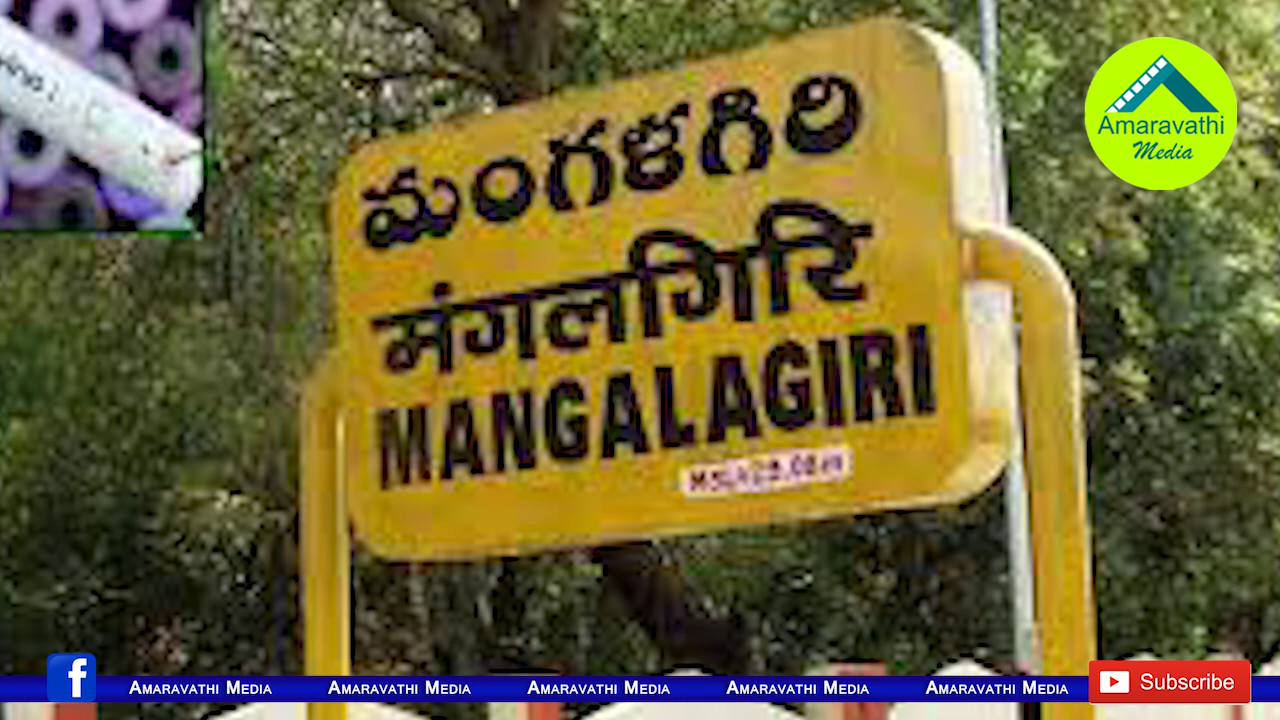 మంగళగిరి
मंगलगिरि
MANGALAGIRI
Amaravathi
Media
f
AMARAVATHI MEDIA AMARAVATHI MEDIA AMARAVATHI MEDIA AMARAVATHI MEDIA AMARAVATHI MEDIA
Subscribe